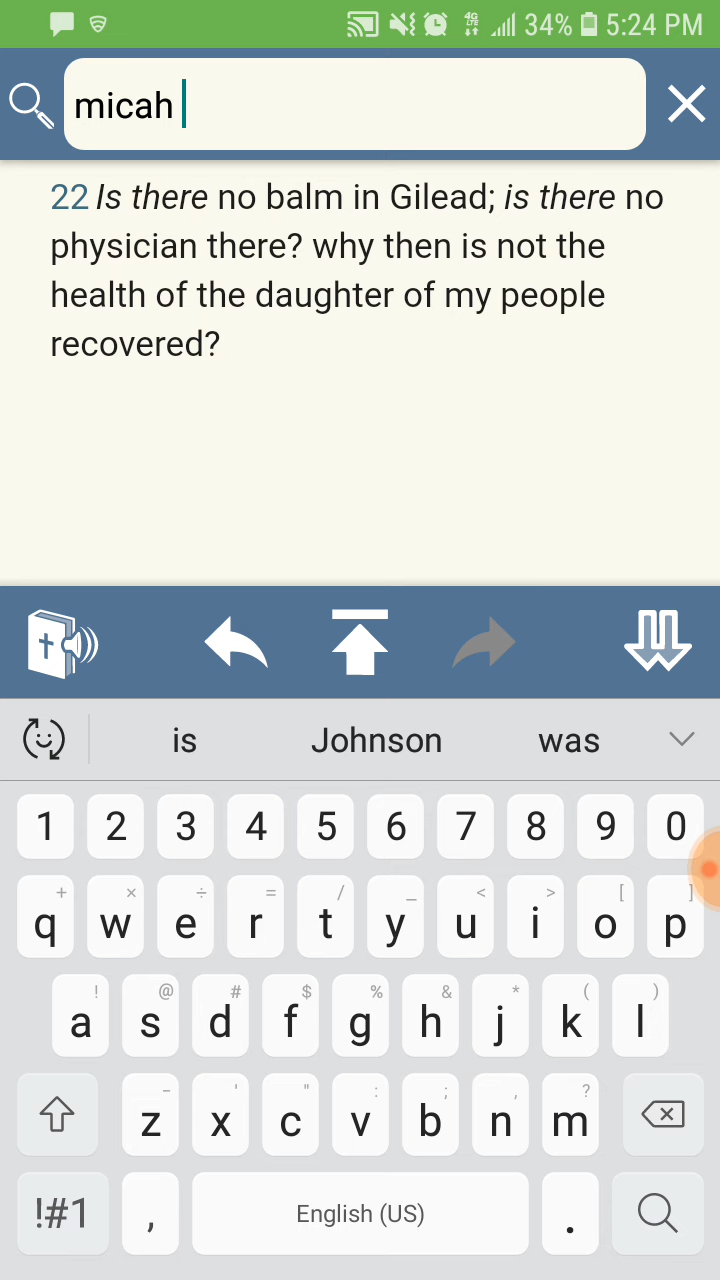 4G LTE 34% 5:24 PM
micah
22 Is there no balm in Gilead; is there no
physician there? why then is not the
health of the daughter of my people
recovered?
is Johnson was
1 2 3 4 5 6 7 8 9 0
+ × ÷ = / _ < > [ ]
q w e r t y u i o p
! @ # $ % & * ( )
a s d f g h j k l
- ' " : ; , ?
z x c v b n m
!#1 , English (US) .